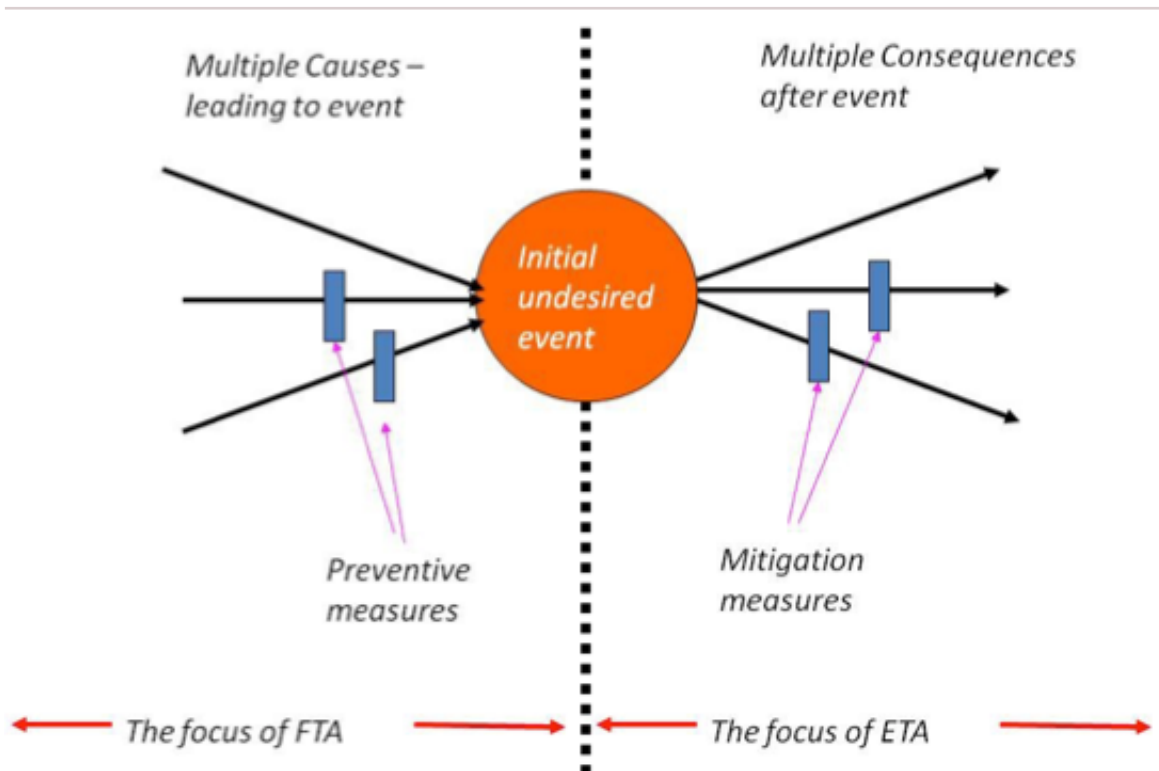 Multiple Causes –
leading to event
Multiple Consequences
after event
Initial
undesired
event
Preventive
measures
Mitigation
measures
The focus of FTA
The focus of ETA